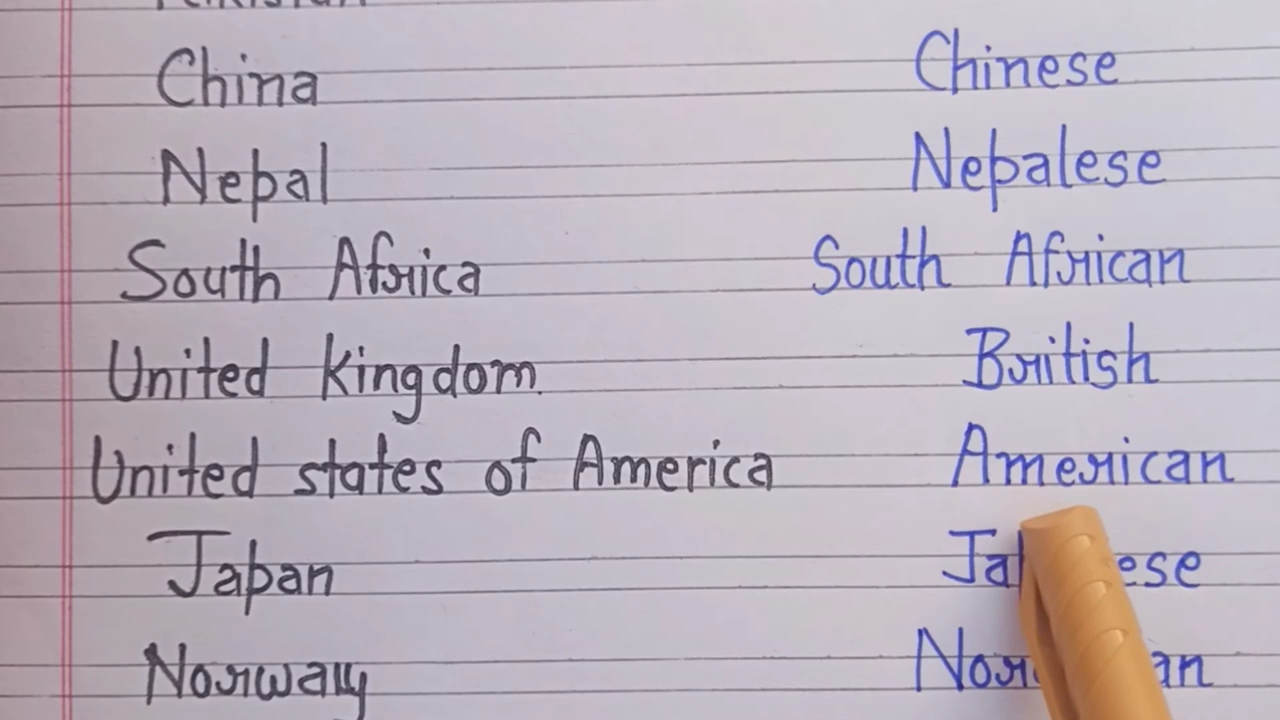 China Chinese
Nepal Nepalese
South Africa South African
United kingdom British
United states of America American
Japan
Norway